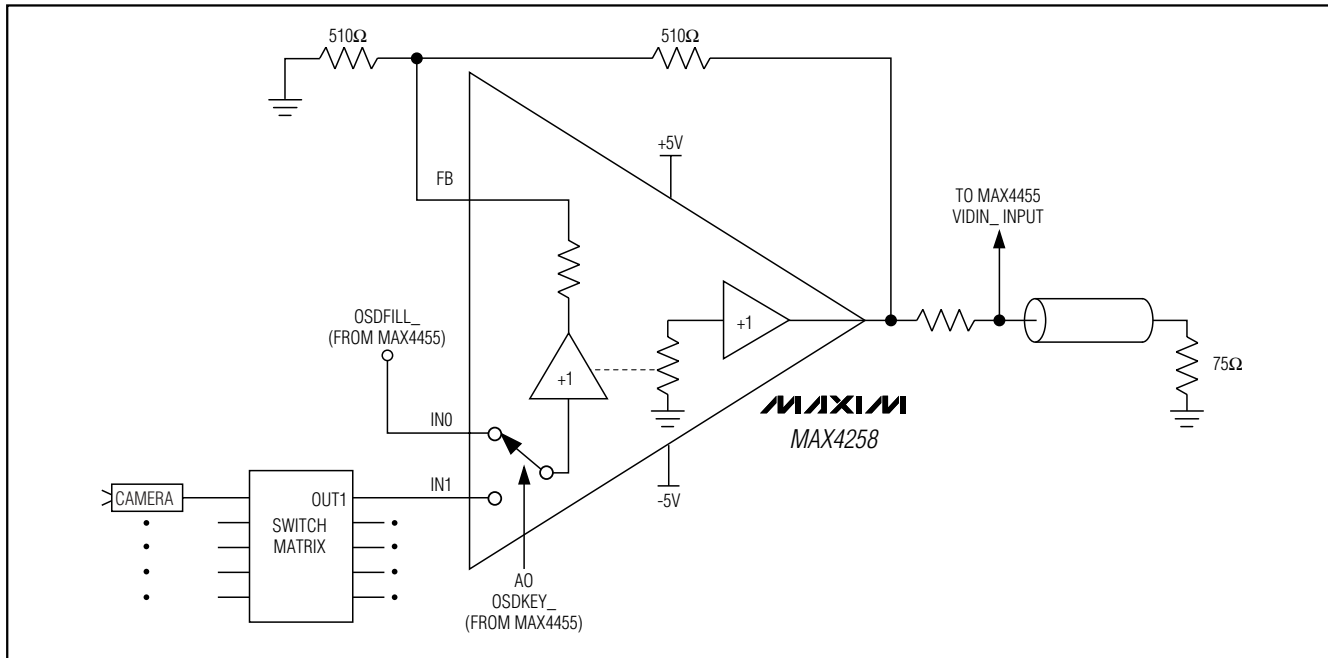 510Ω
510Ω
+5V
FB
TO MAX4455
VIDIN_ INPUT
OSDFILL_
(FROM MAX4455)
+1
+1
75Ω
MAXIM
MAX4258
IN0
-5V
CAMERA
OUT1
IN1
SWITCH
MATRIX
AO
OSDKEY_
(FROM MAX4455)